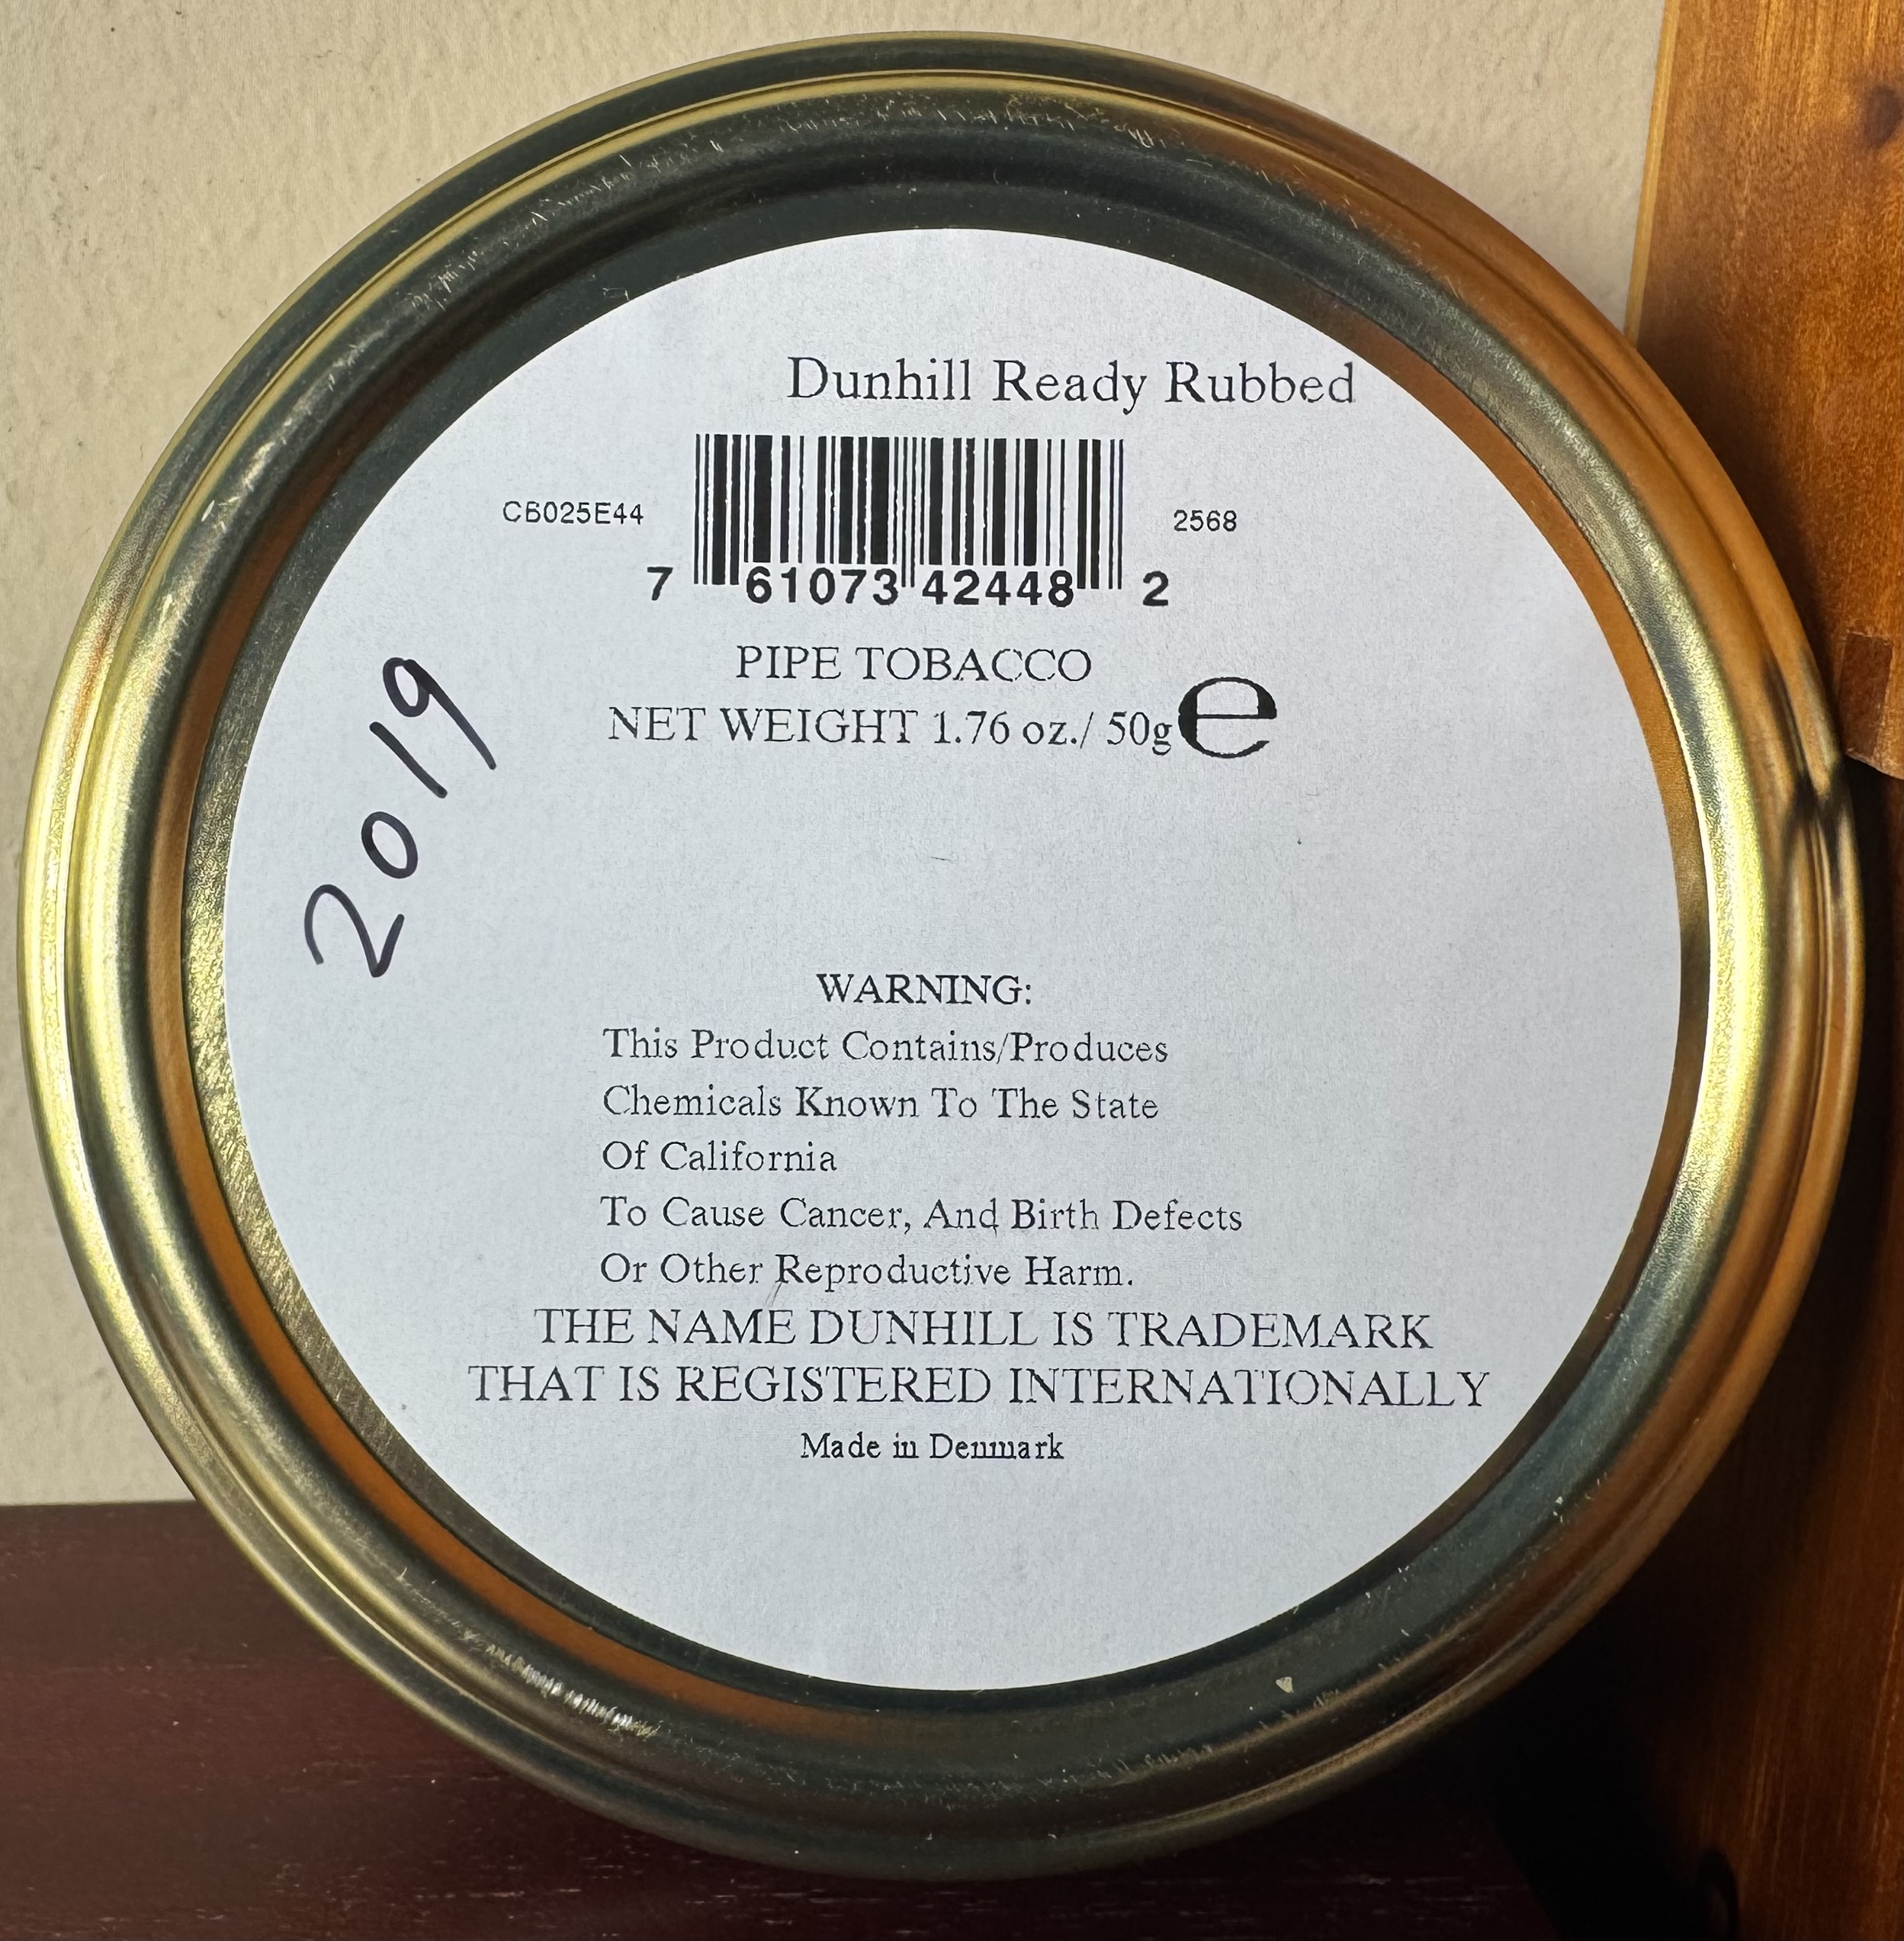 Dunhill Ready Rubbed
CB025E44
2568
7 61073 42448 2
PIPE TOBACCO
NET WEIGHT 1.76 oz./ 50g e
2019
WARNING:
This Product Contains/Produces
Chemicals Known To The State
Of California
To Cause Cancer, And Birth Defects
Or Other Reproductive Harm.
THE NAME DUNHILL IS TRADEMARK
THAT IS REGISTERED INTERNATIONALLY
Made in Denmark